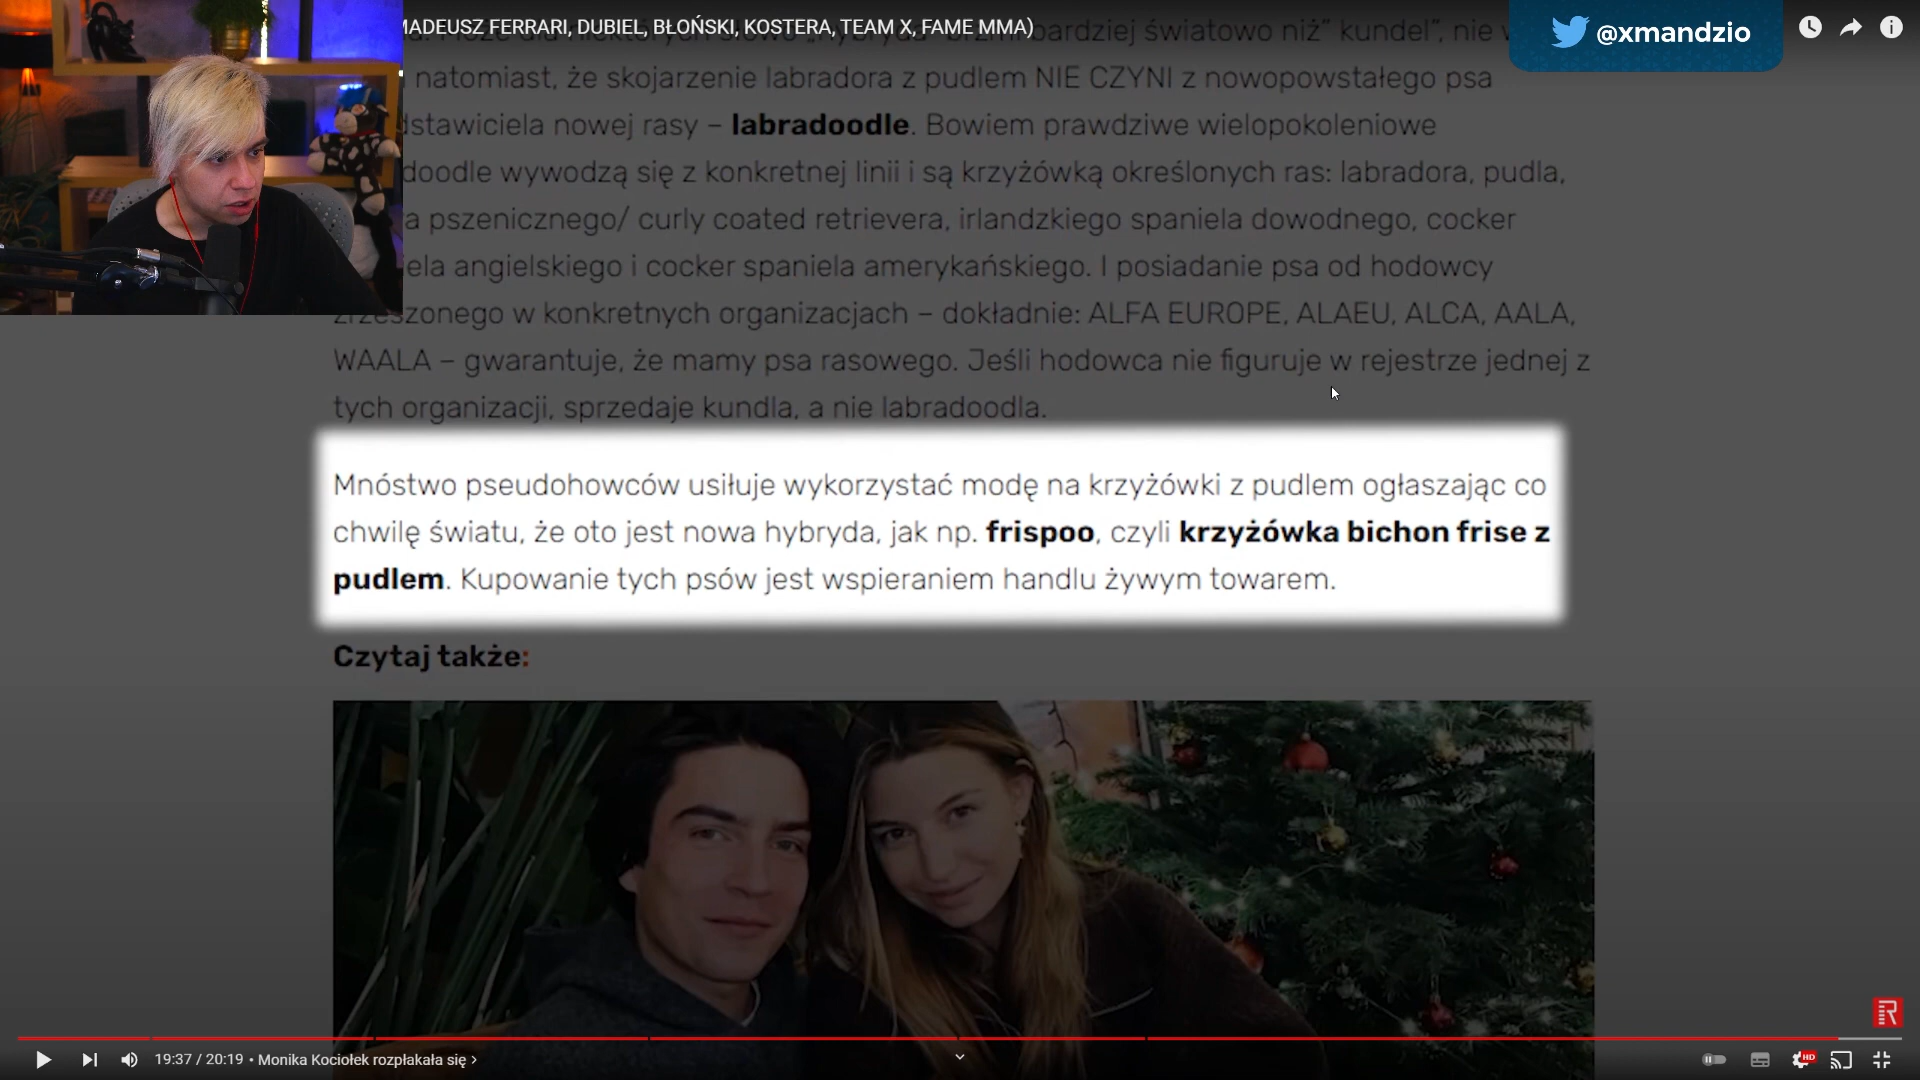 MADEUSZ FERRARI, DUBIEL, BŁOŃSKI, KOSTERA, TEAM X, FAME MMA)
@xmandzio
bardziej światowo niż" kundel", nie
natomiast, że skojarzenie labradora z pudlem NIE CZYNI z nowopowstałego psa
dstawiciela nowej rasy – labradoodle. Bowiem prawdziwe wielopokoleniowe
doodle wywodzą się z konkretnej linii i są krzyżówką określonych ras: labradora, pudla,
a pszenicznego/ curly coated retrievera, irlandzkiego spaniela dowodnego, cocker
ela angielskiego i cocker spaniela amerykańskiego. I posiadanie psa od hodowcy
zrzeszonego w konkretnych organizacjach – dokładnie: ALFA EUROPE, ALAEU, ALCA, AALA,
WAALA – gwarantuje, że mamy psa rasowego. Jeśli hodowca nie figuruje w rejestrze jednej z
tych organizacji, sprzedaje kundla, a nie labradoodla.
Mnóstwo pseudohowców usiłuje wykorzystać modę na krzyżówki z pudlem ogłaszając co
chwilę światu, że oto jest nowa hybryda, jak np. frispoo, czyli krzyżówka bichon frise z
pudlem. Kupowanie tych psów jest wspieraniem handlu żywym towarem.
Czytaj także:
R
19:37 / 20:19 • Monika Kociołek rozpłakała się ›
HD